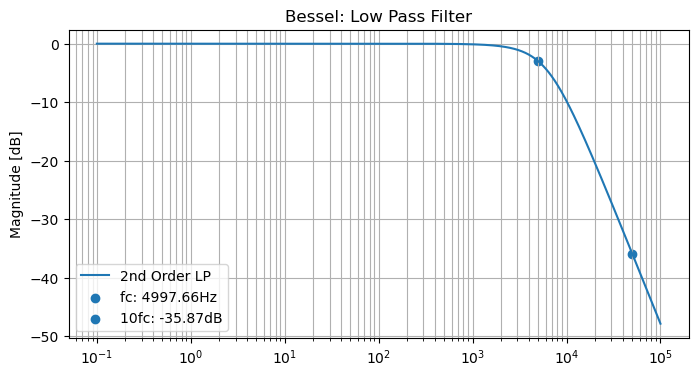 Bessel: Low Pass Filter
Magnitude [dB]
0
−10
−20
−30
−40
−50
2nd Order LP
fc: 4997.66Hz
10fc: -35.87dB
10⁻¹ 10⁰ 10¹ 10² 10³ 10⁴ 10⁵